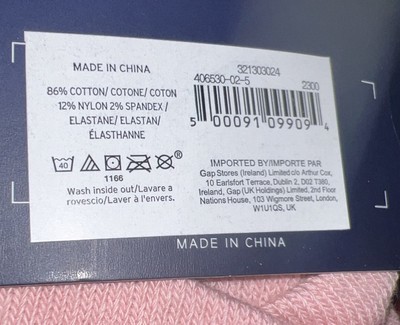 MADE IN CHINA
86% COTTON/ COTONE/ COTON
12% NYLON 2% SPANDEX/
ELASTANE/ ELASTAN/
ÉLASTHANNE
40
1166
Wash inside out/Lavare a
rovescio/Laver à l'envers.
321303024
406530-02-5
2300
5 00091 09909 4
IMPORTED BY/IMPORTE PAR
Gap Stores (Ireland) Limited c/o Arthur Cox,
10 Earlsfort Terrace, Dublin 2, D02 T380,
Ireland, Gap (UK Holdings) Limited, 2nd Floor
Nations House, 103 Wigmore Street, London,
W1U1QS, UK
MADE IN CHINA